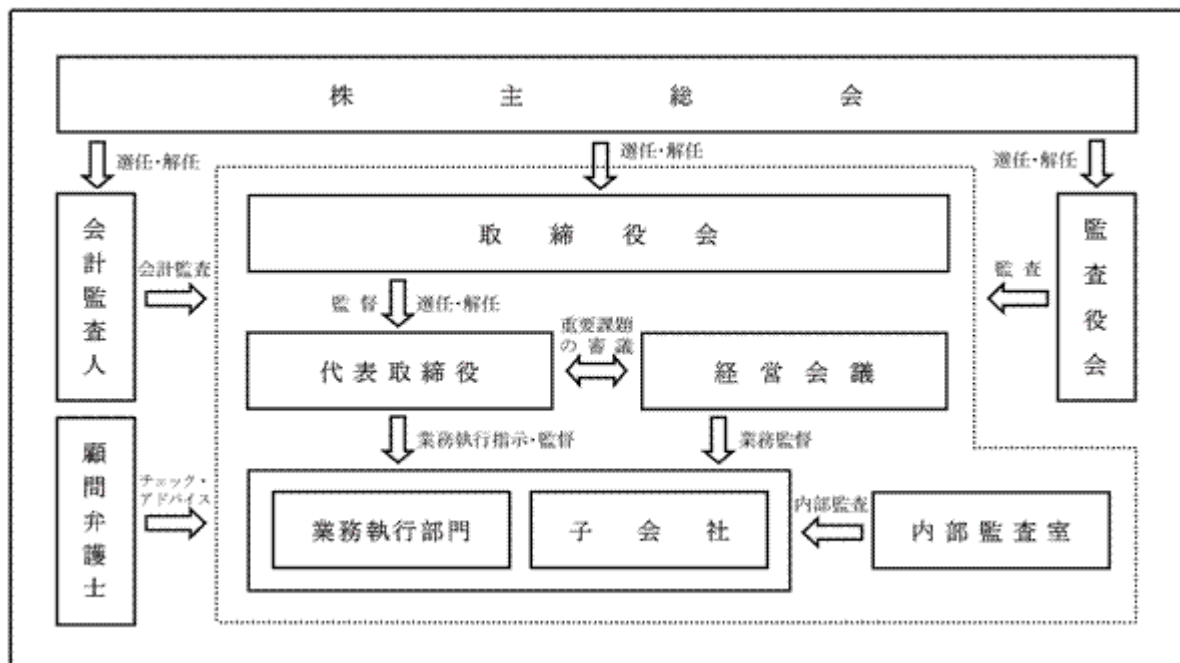 株主総会
選任・解任
選任・解任
選任・解任
会計監査人
取締役会
監査役会
会計監査
監査
監督
選任・解任
代表取締役
重要課題
の審議
経営会議
業務執行指示・監督
業務監督
顧問弁護士
チェック・
アドバイス
業務執行部門
子会社
内部監査
内部監査室